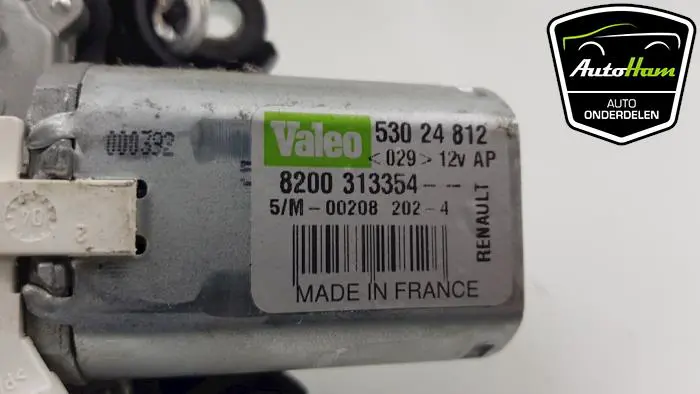 AutoHam
AUTO
ONDERDELEN
000392
Valeo
530 24 812
<029> 12v AP
8200 313354--
5/M-00208 202-4
RENAULT
MADE IN FRANCE
2
>P